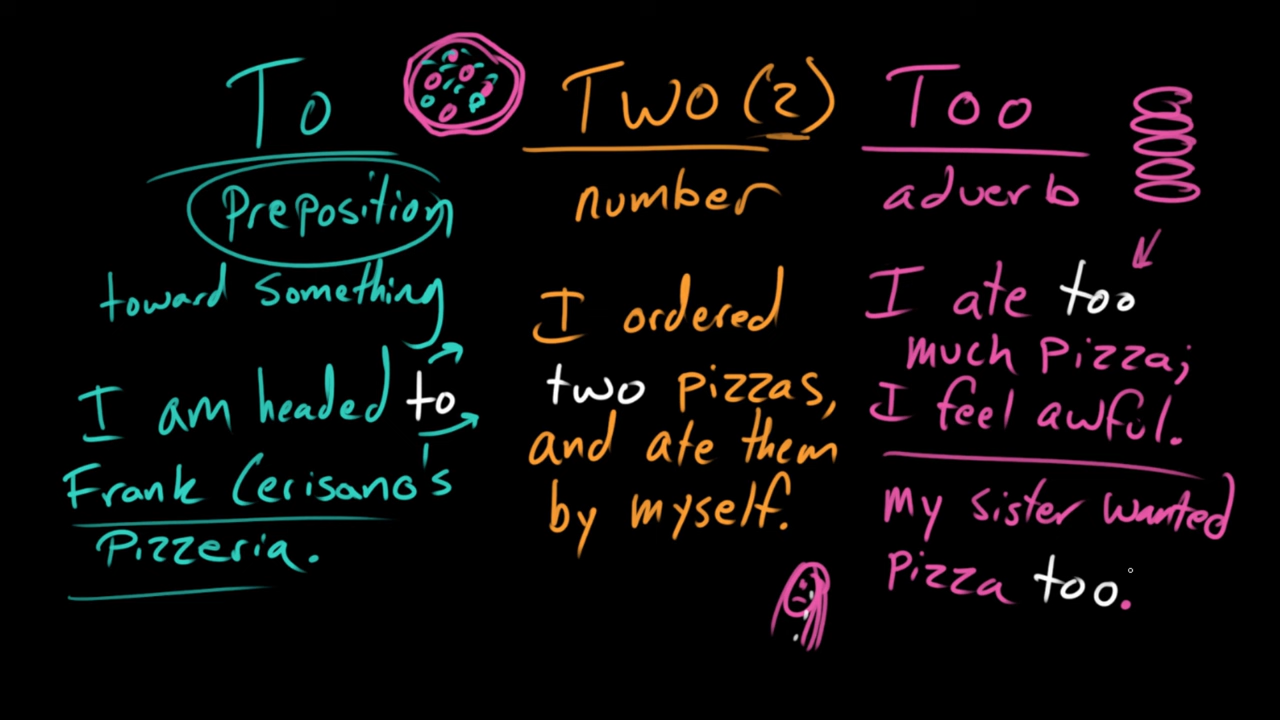 To
Preposition
toward something
I am headed to
Frank Cerisano's
Pizzeria.
Two (2)
number
I ordered
two pizzas,
and ate them
by myself.
Too
adverb
I ate too
much pizza;
I feel awful.
My sister wanted
pizza too.